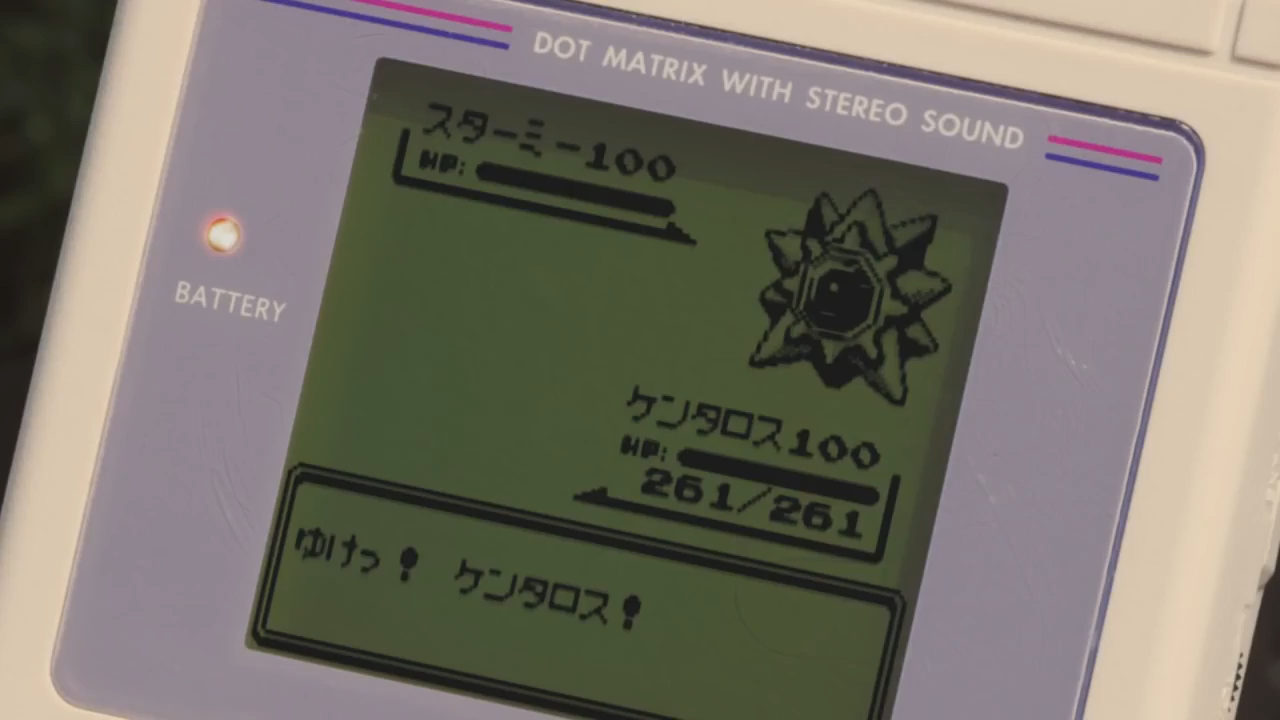 DOT MATRIX WITH STEREO SOUND
スターミー100
HP:
BATTERY
ケンタロス100
HP:
261/261
ゆけっ！ ケンタロス！